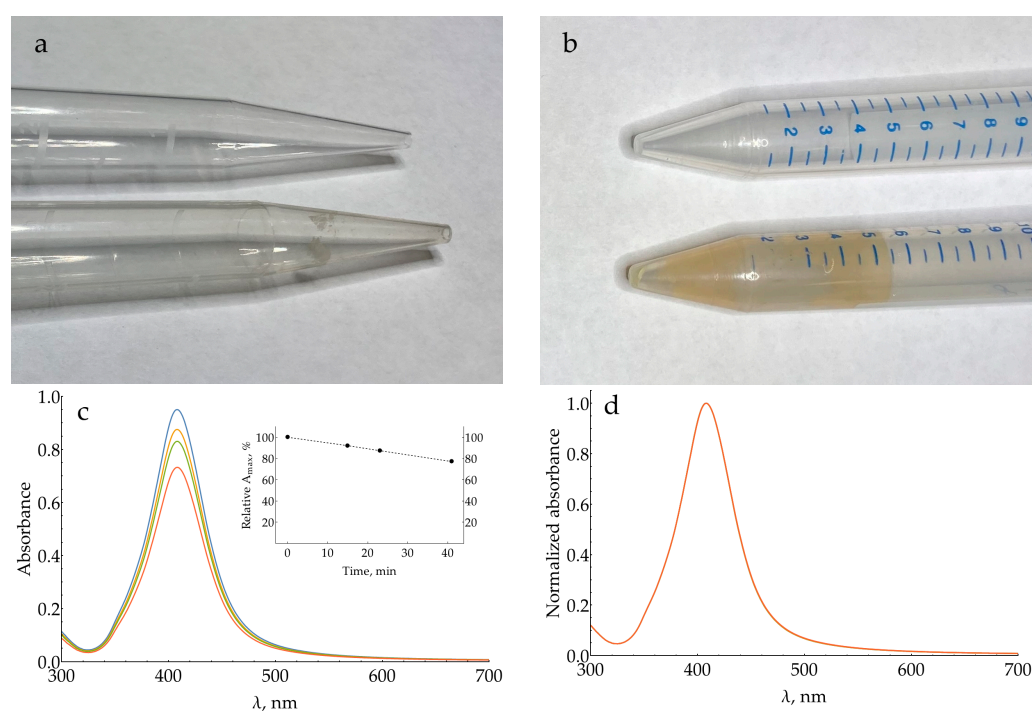 a
b
2 3 4 5 6 7 8 9
2 3 4 5 6 7 8 9 10
c
1.0
0.8
0.6
0.4
0.2
0.0
Absorbance
300 400 500 600 700
λ, nm
100 100
80 80
60 60
40 40
20 20
Relative Amax, %
0 10 20 30 40
Time, min
d
1.0
0.8
0.6
0.4
0.2
0.0
Normalized absorbance
300 400 500 600 700
λ, nm